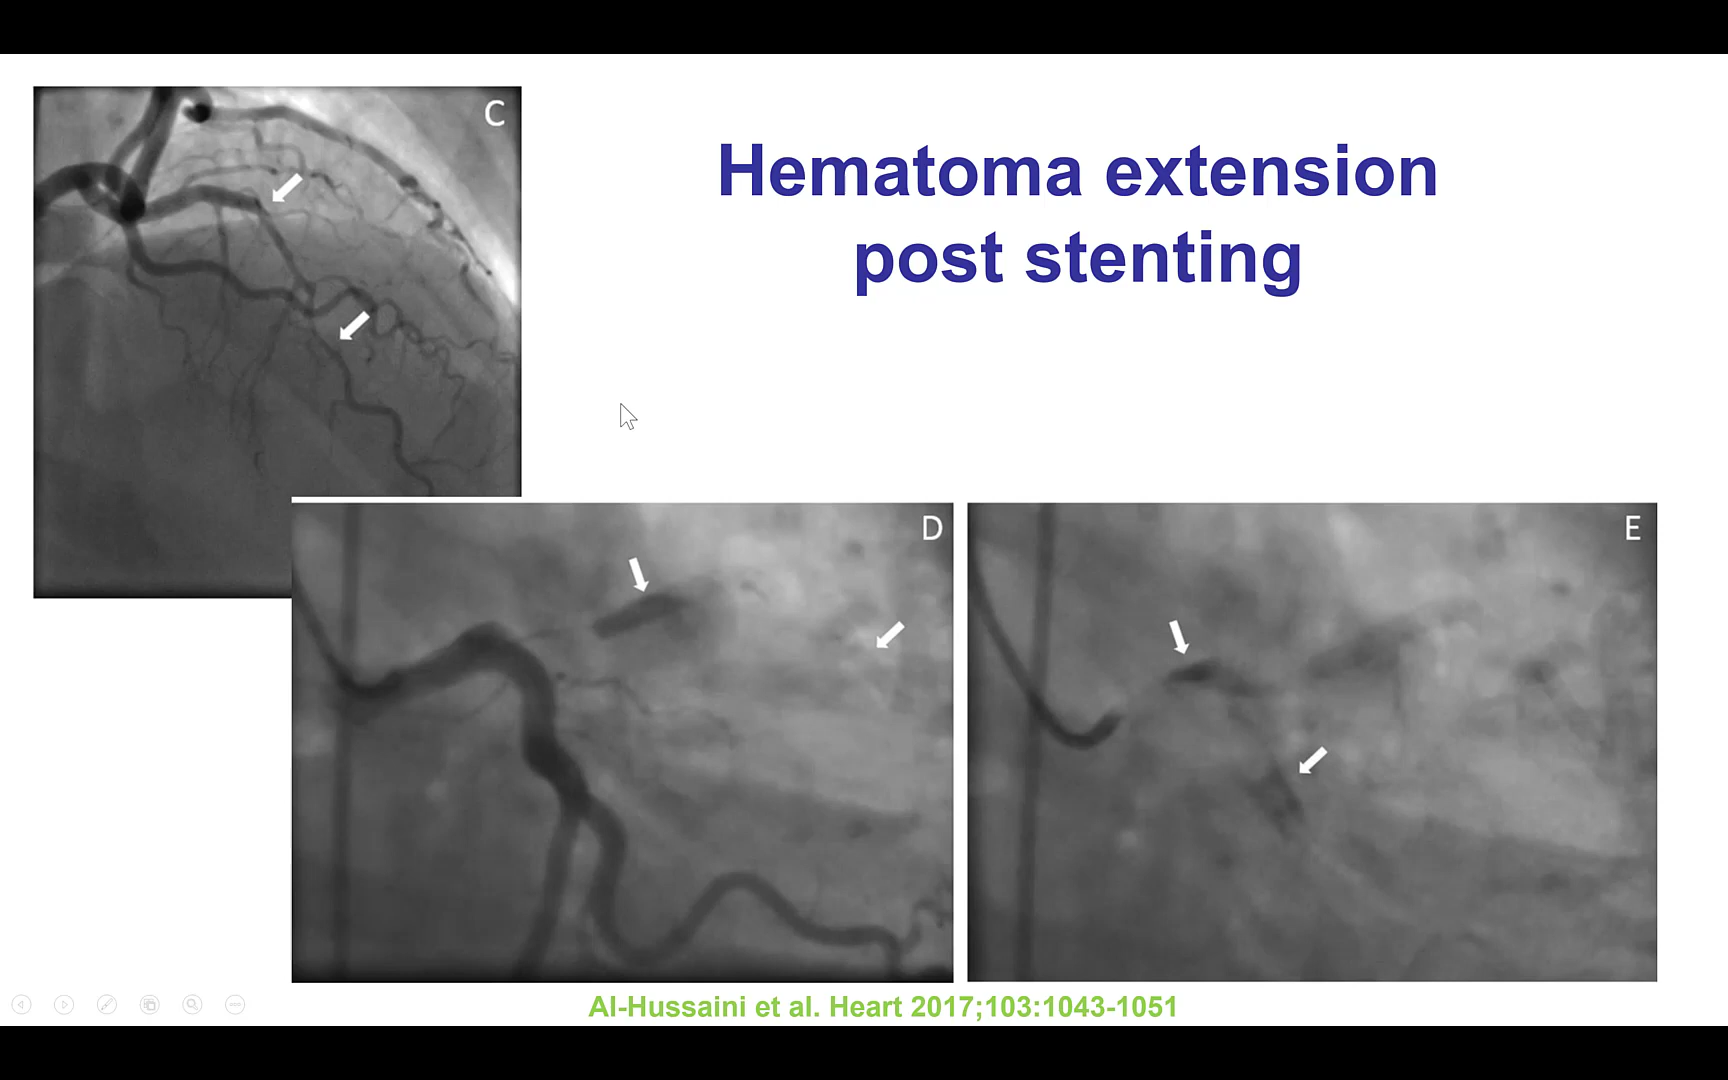 C
Hematoma extension
post stenting
D
E
Al-Hussaini et al. Heart 2017;103:1043-1051